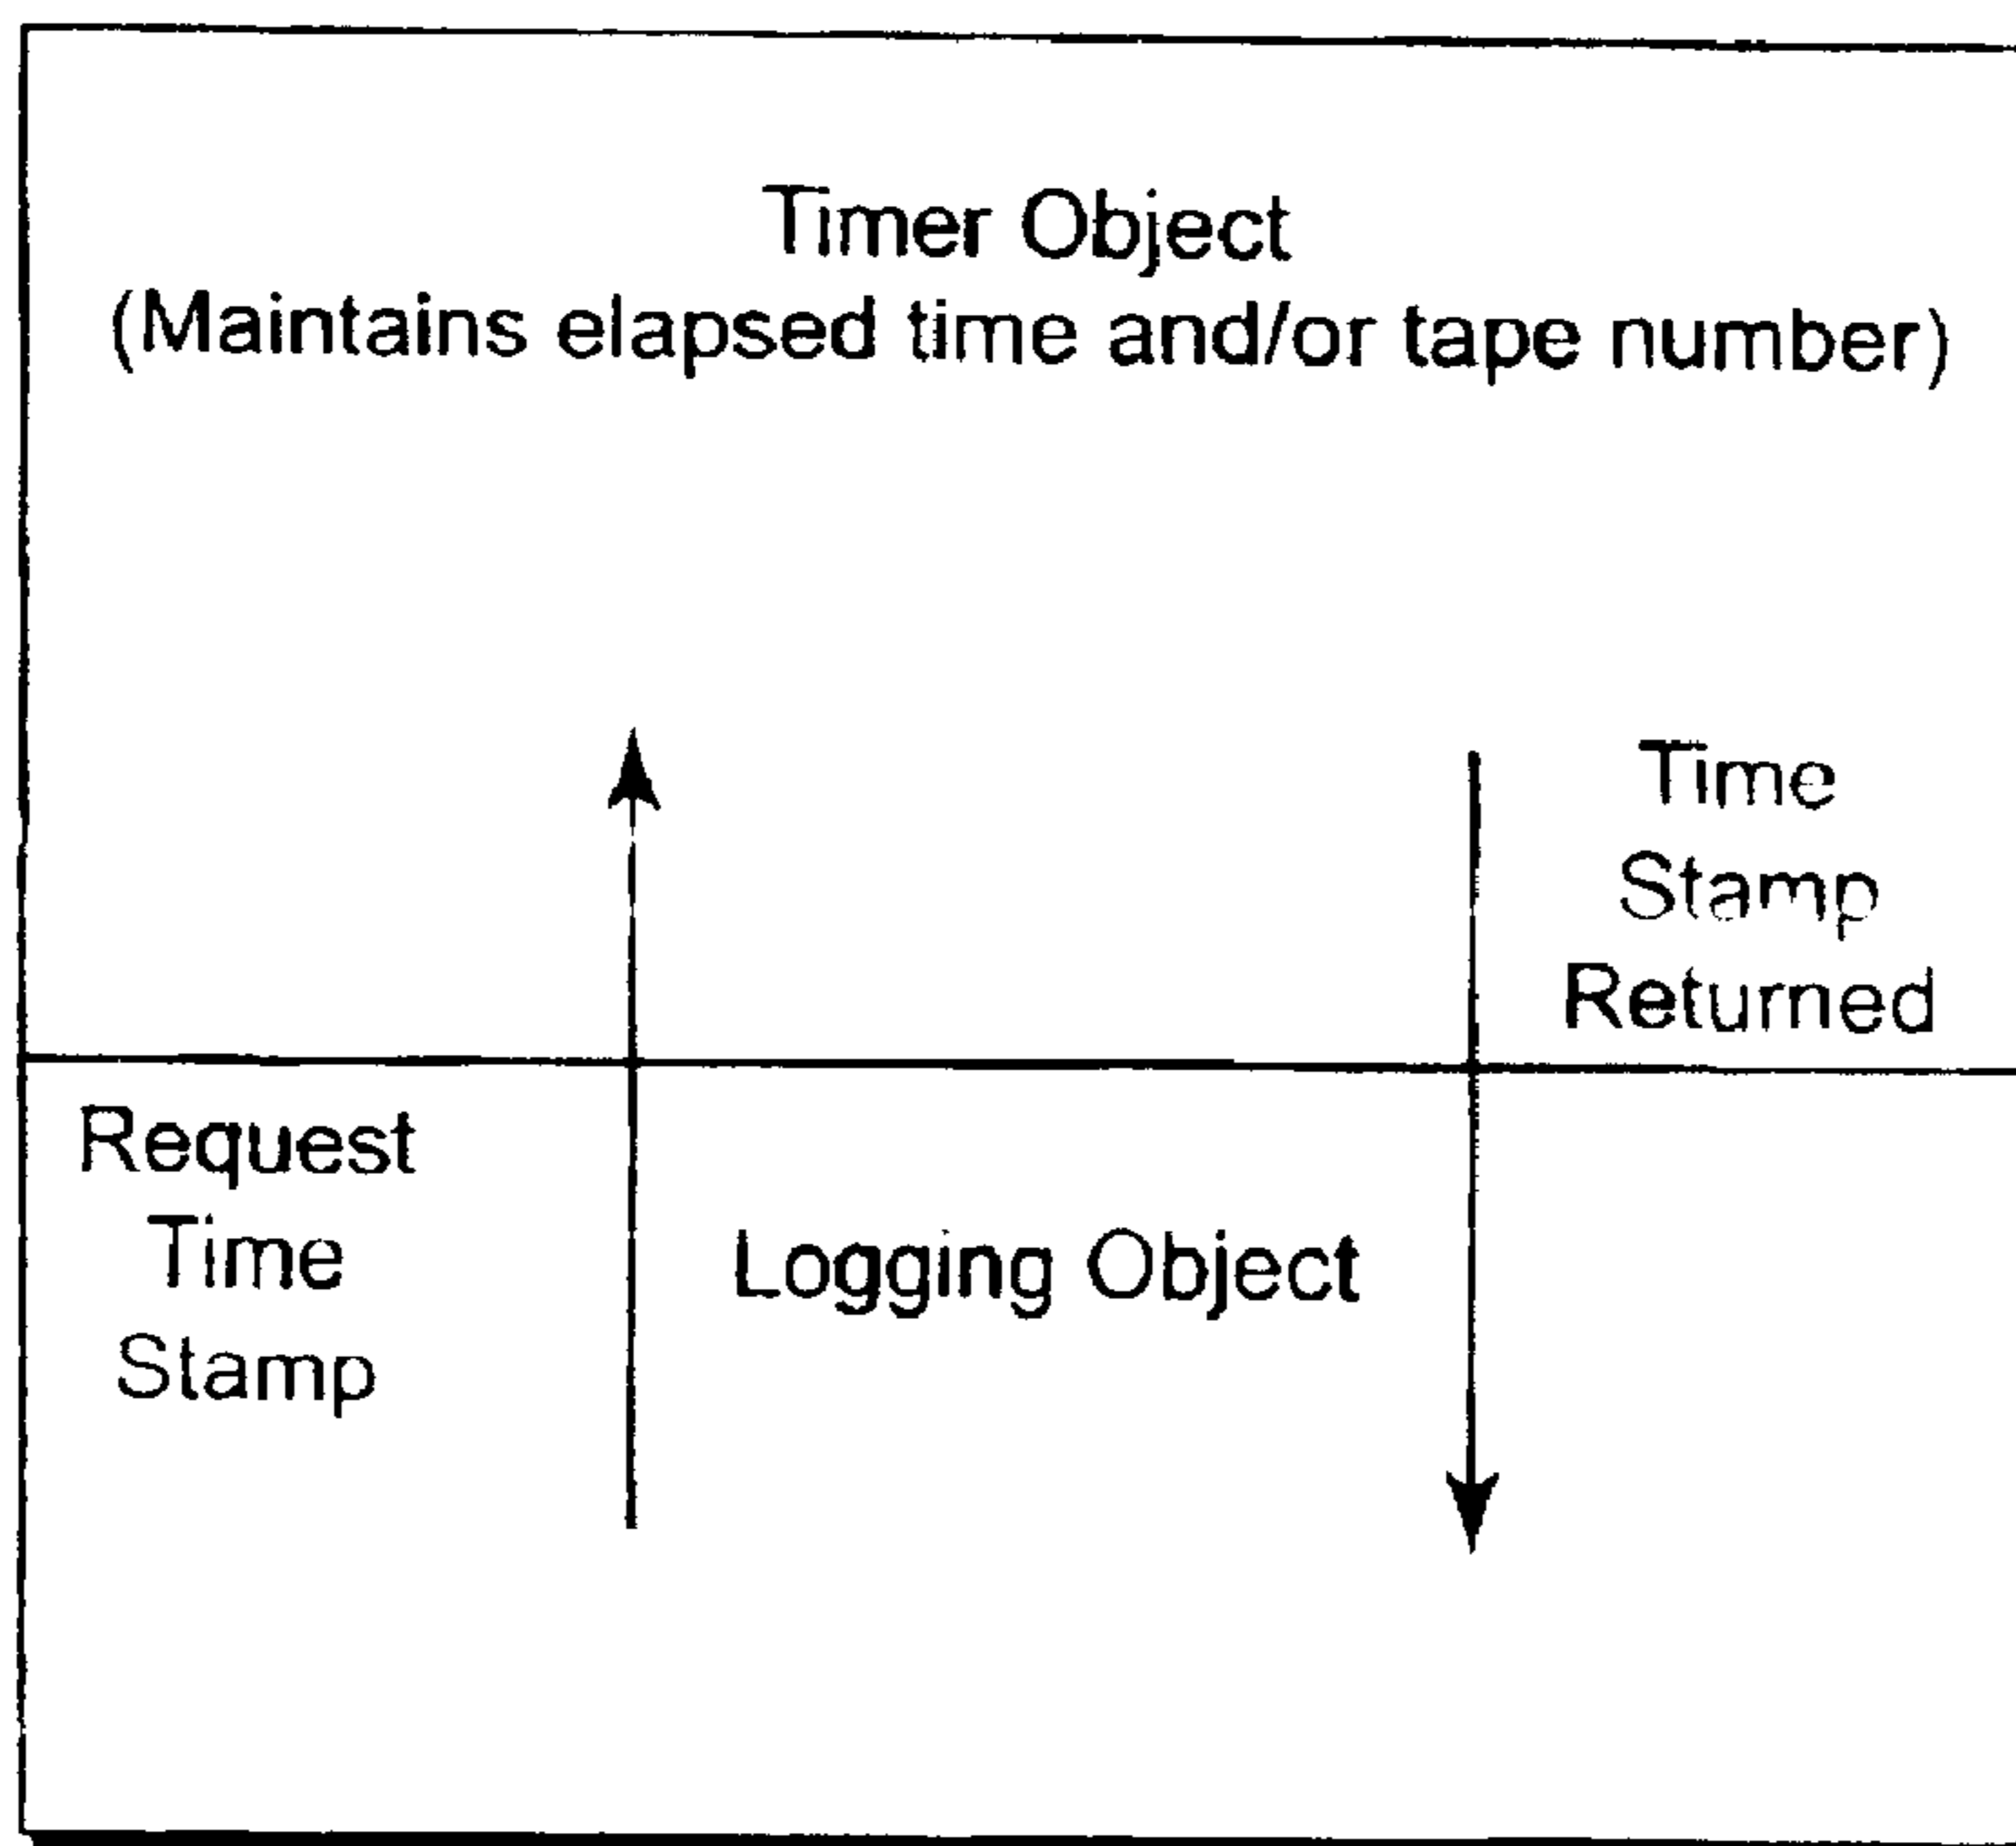 Timer Object
(Maintains elapsed time and/or tape number)
Time
Stamp
Returned
Request
Time
Stamp
Logging Object